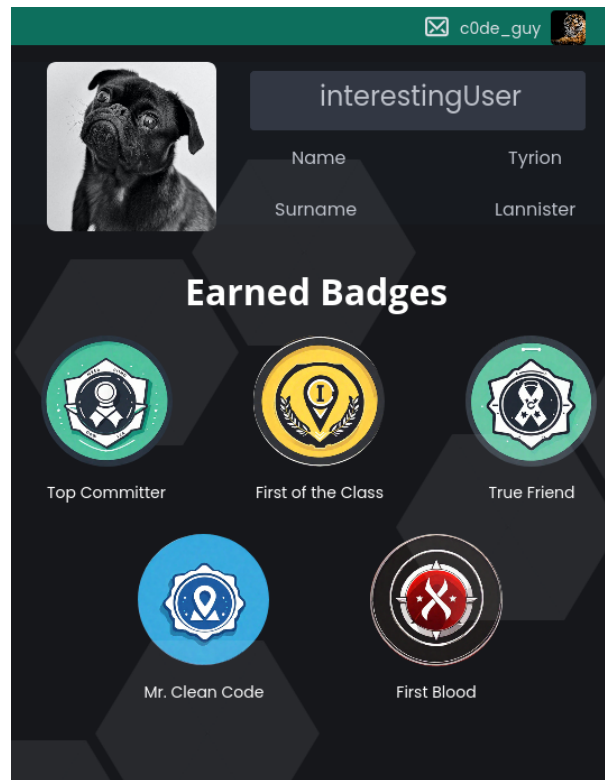 c0de_guy
interestingUser
Name Tyrion
Surname Lannister
Earned Badges
I
Top Committer
First of the Class
True Friend
Mr. Clean Code
First Blood